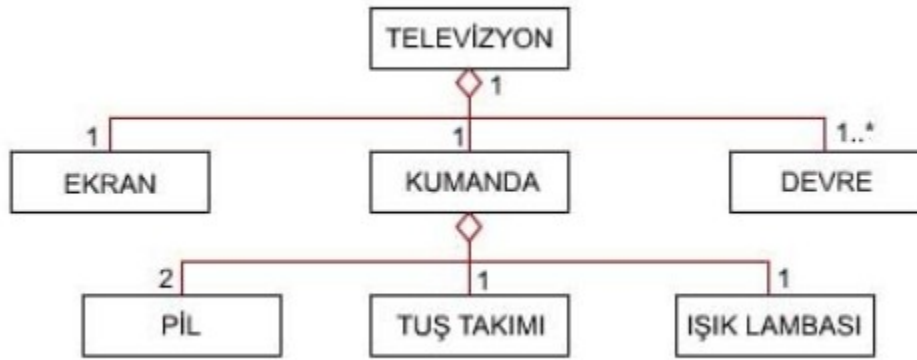 TELEVİZYON
1
1 1 1..*
EKRAN KUMANDA DEVRE
2 1 1
PİL TUŞ TAKIMI IŞIK LAMBASI